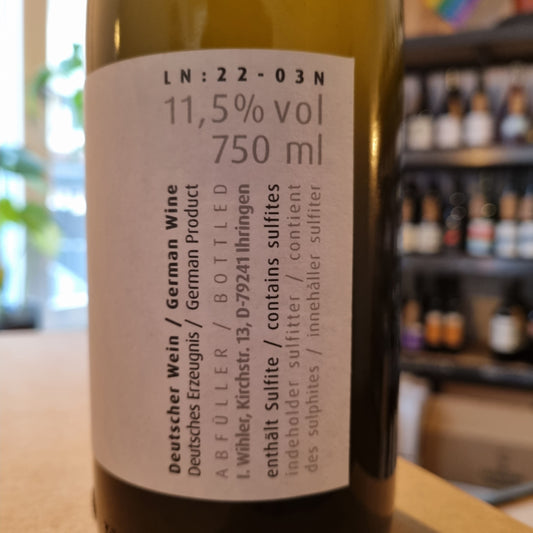 LN:22-03N
11,5% vol
750 ml
Deutscher Wein / German Wine
Deutsches Erzeugnis / German Product
ABFÜLLER / BOTTLED
I. Wihler, Kirchstr. 13, D-79241 Ihringen
enthält Sulfite / contains sulfites
indeholder sulfitter / contient
des sulphites / innehåller sulfiter